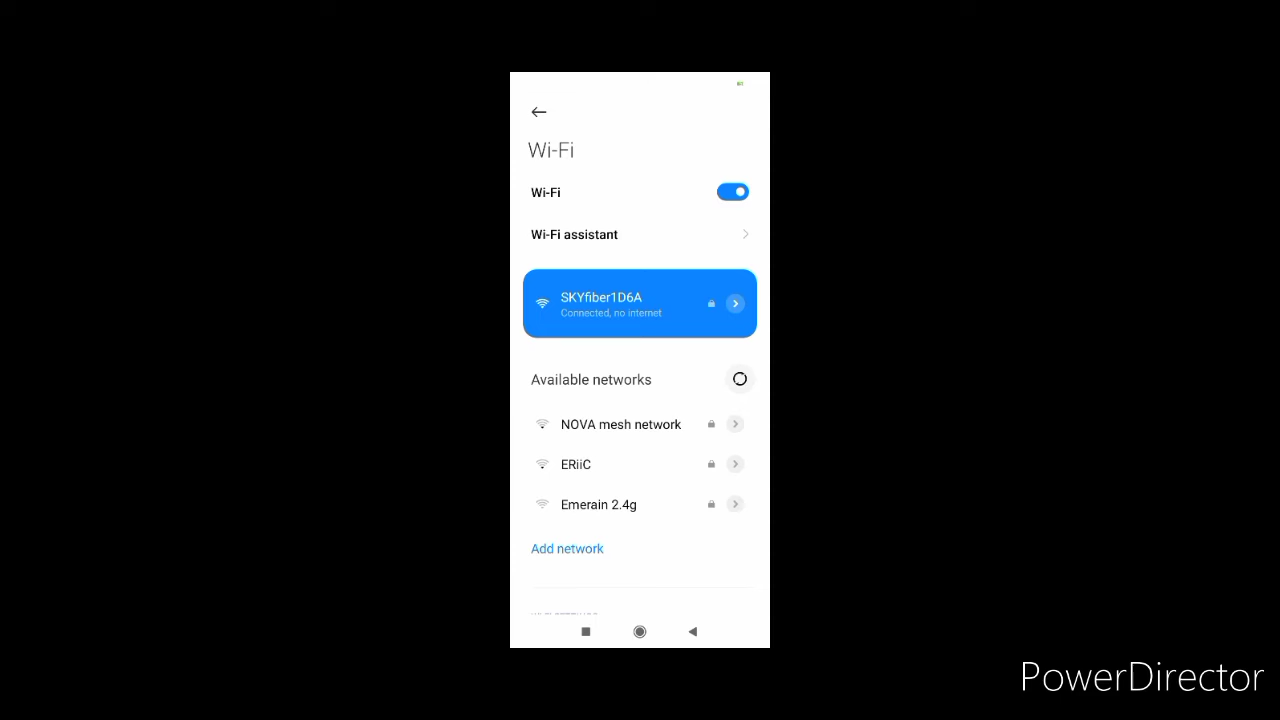 Wi-Fi
Wi-Fi
Wi-Fi assistant
SKYfiber1D6A
Connected, no internet
Available networks
NOVA mesh network
ERiiC
Emerain 2.4g
Add network
PowerDirector